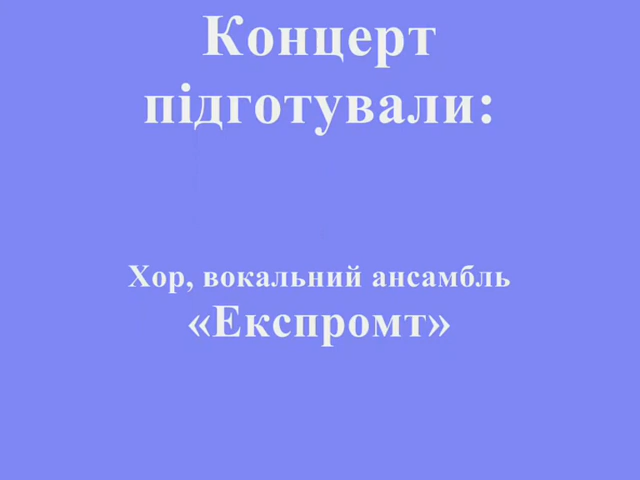 Концерт
підготували:
Хор, вокальний ансамбль
«Експромт»